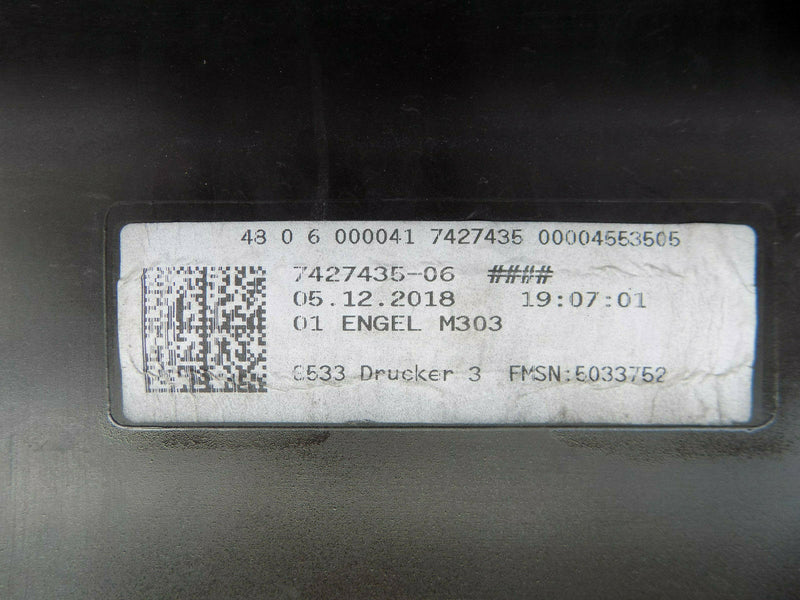 48 0 6 000041 7427435 00004553505
7427435-06 ####
05.12.2018 19:07:01
01 ENGEL M303
Drucker 3 FMSN:5033752